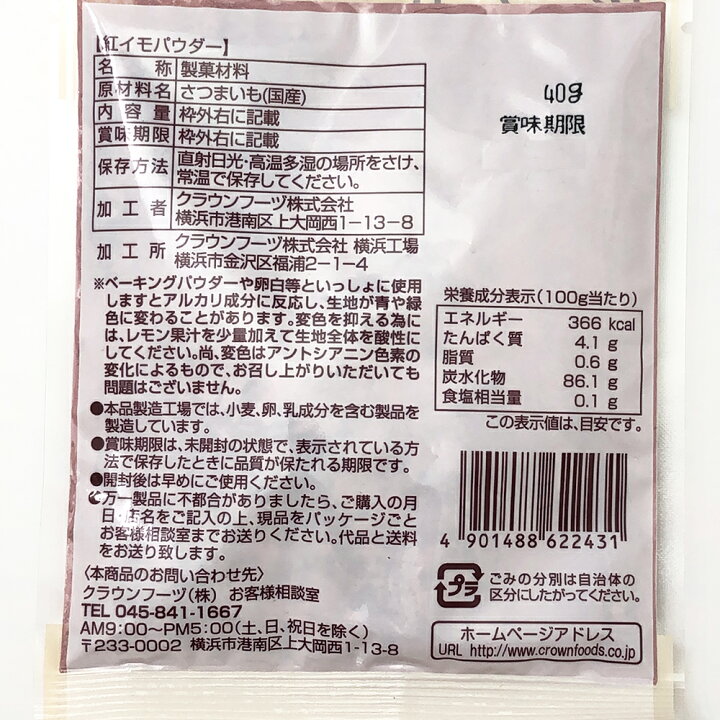 【紅イモパウダー】
名称 製菓材料
原材料名 さつまいも(国産)
内容量 枠外右に記載
賞味期限 枠外右に記載
保存方法 直射日光・高温多湿の場所をさけ、
常温で保存してください。
加工者 クラウンフーヅ株式会社
横浜市港南区上大岡西1-13-8
加工所 クラウンフーヅ株式会社 横浜工場
横浜市金沢区福浦2-1-4
※ベーキングパウダーや卵白等といっしょに使用
しますとアルカリ成分に反応し、生地が青や緑
色に変わることがあります。変色を抑える為に
は、レモン果汁を少量加えて生地全体を酸性に
してください。尚、変色はアントシアニン色素の
変化によるもので、お召し上がりいただいても
問題はございません。
●本品製造工場では、小麦、卵、乳成分を含む製品を
製造しています。
●賞味期限は、未開封の状態で、表示されている方
法で保存したときに品質が保たれる期限です。
●開封後は早めにご使用ください。
万一製品に不都合がありましたら、ご購入の月
日・店名をご記入の上、現品をパッケージごと
お客様相談室までお送りください。代品と送料
をお送り致します。
〈本商品のお問い合わせ先〉
クラウンフーヅ(株) お客様相談室
TEL 045-841-1667
AM9:00〜PM5:00(土、日、祝日を除く)
〒233-0002 横浜市港南区上大岡西1-13-8
40g
賞味期限
栄養成分表示(100g当たり)
エネルギー 366 kcal
たんぱく質 4.1 g
脂質 0.6 g
炭水化物 86.1 g
食塩相当量 0.1 g
この表示値は、目安です。
4 901488 622431
プラ
ごみの分別は自治体の
区分にしたがってください。
ホームページアドレス
URL http://www.crownfoods.co.jp